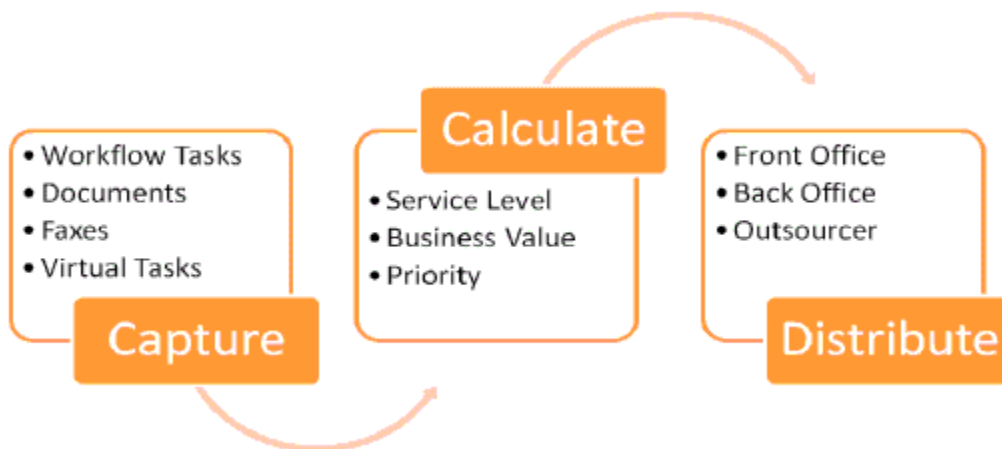 • Workflow Tasks
• Documents
• Faxes
• Virtual Tasks
Capture
Calculate
• Service Level
• Business Value
• Priority
• Front Office
• Back Office
• Outsourcer
Distribute